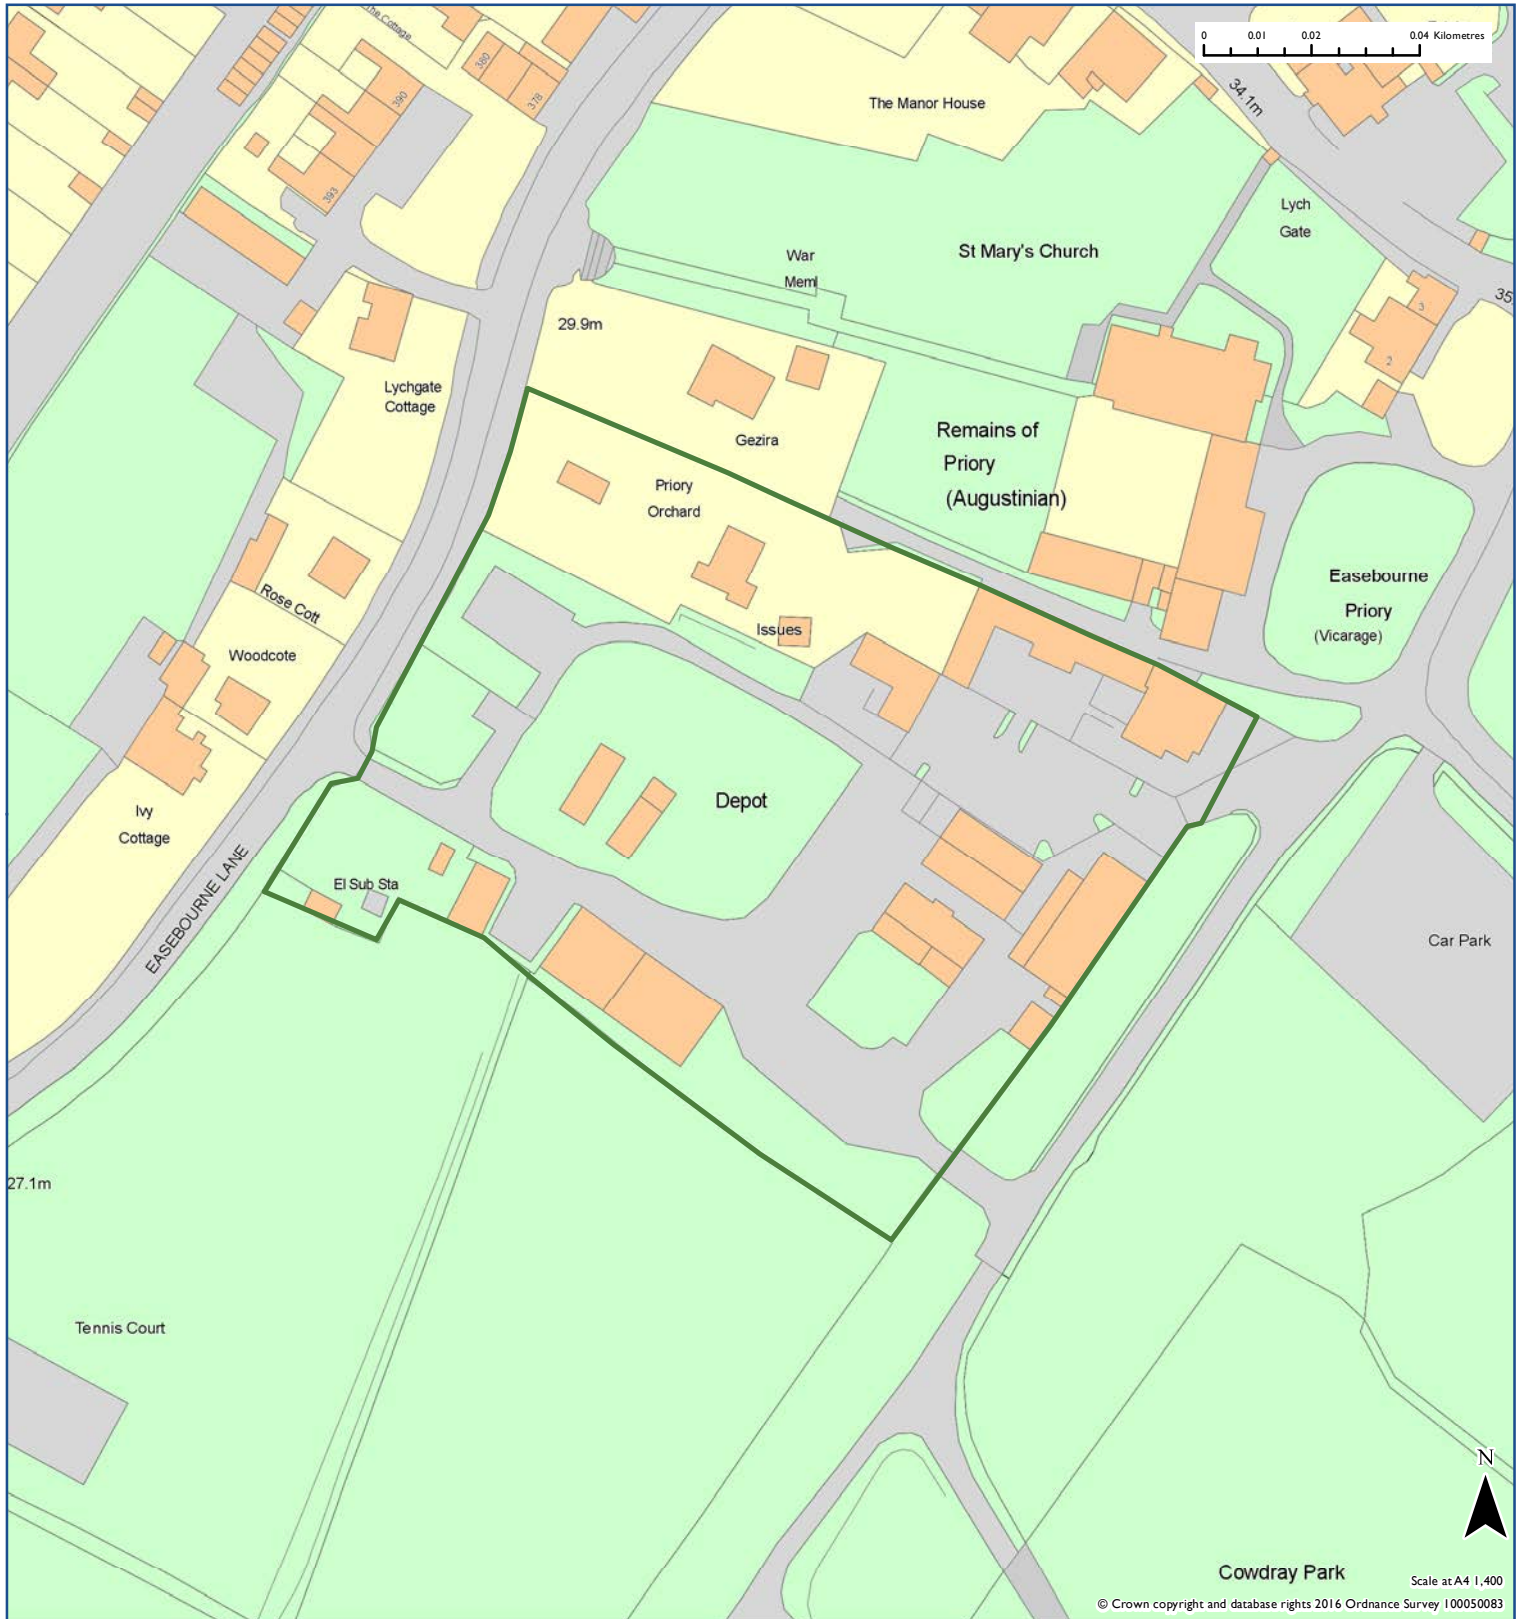 The Cottage
0 0.01 0.02 0.04 Kilometres
380
378
390
393
The Manor House
34.1m
Lych
Gate
War
Meml
St Mary's Church
35
3
2
29.9m
Lychgate
Cottage
Gezira
Remains of
Priory
(Augustinian)
Priory
Orchard
Issues
Easebourne
Priory
(Vicarage)
Rose Cott
Woodcote
Ivy
Cottage
Depot
El Sub Sta
EASEBOURNE LANE
Car Park
27.1m
Tennis Court
N
Cowdray Park
Scale at A4 1,400
© Crown copyright and database rights 2016 Ordnance Survey 100050083